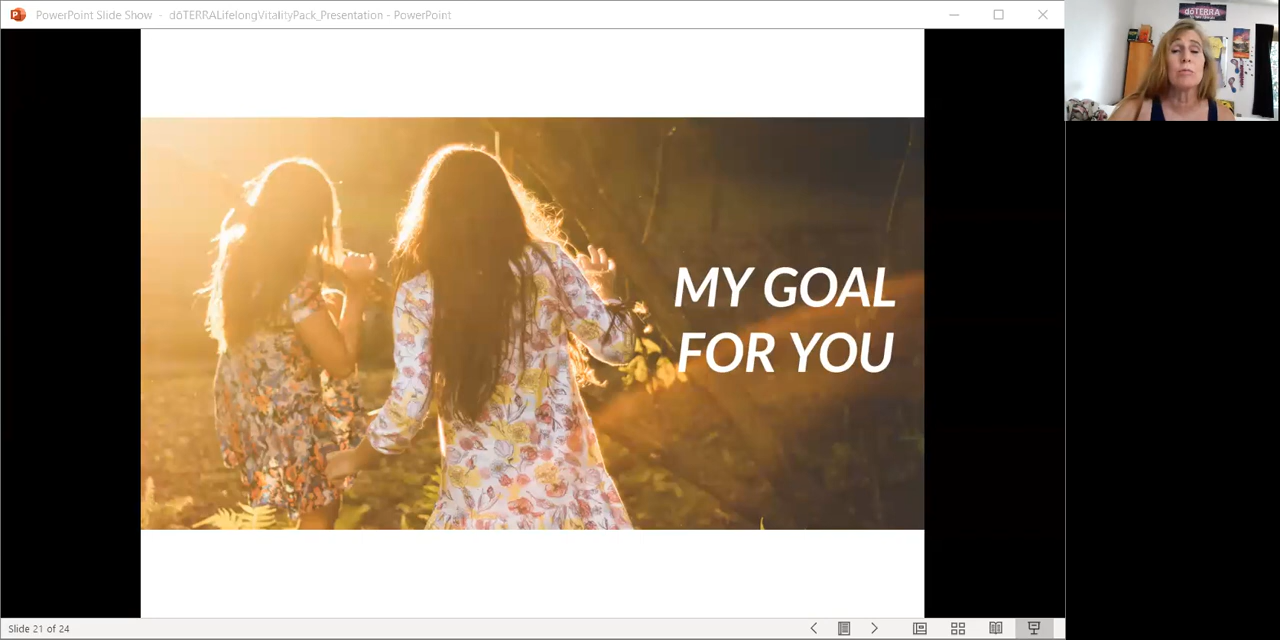 PowerPoint Slide Show - dōTERRALifelongVitalityPack_Presentation - PowerPoint
dōTERRA
MY GOAL
FOR YOU
Slide 21 of 24